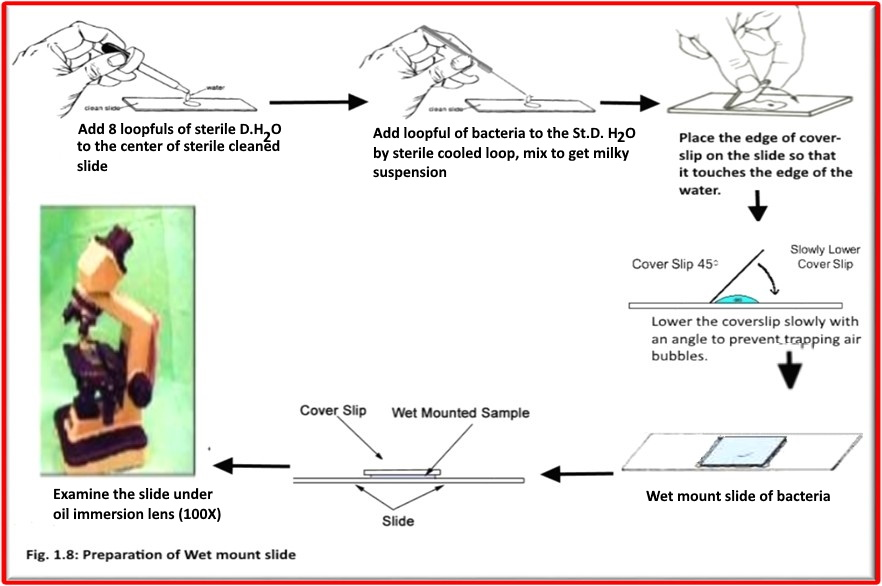 water
clean slide
Add 8 loopfuls of sterile D.H2O
to the center of sterile cleaned
slide
clean slide
Add loopful of bacteria to the St.D. H2O
by sterile cooled loop, mix to get milky
suspension
Place the edge of cover-
slip on the slide so that
it touches the edge of the
water.
Cover Slip 45°
Slowly Lower
Cover Slip
Lower the coverslip slowly with
an angle to prevent trapping air
bubbles.
Wet mount slide of bacteria
Cover Slip
Wet Mounted Sample
Slide
Examine the slide under
oil immersion lens (100X)
Fig. 1.8: Preparation of Wet mount slide